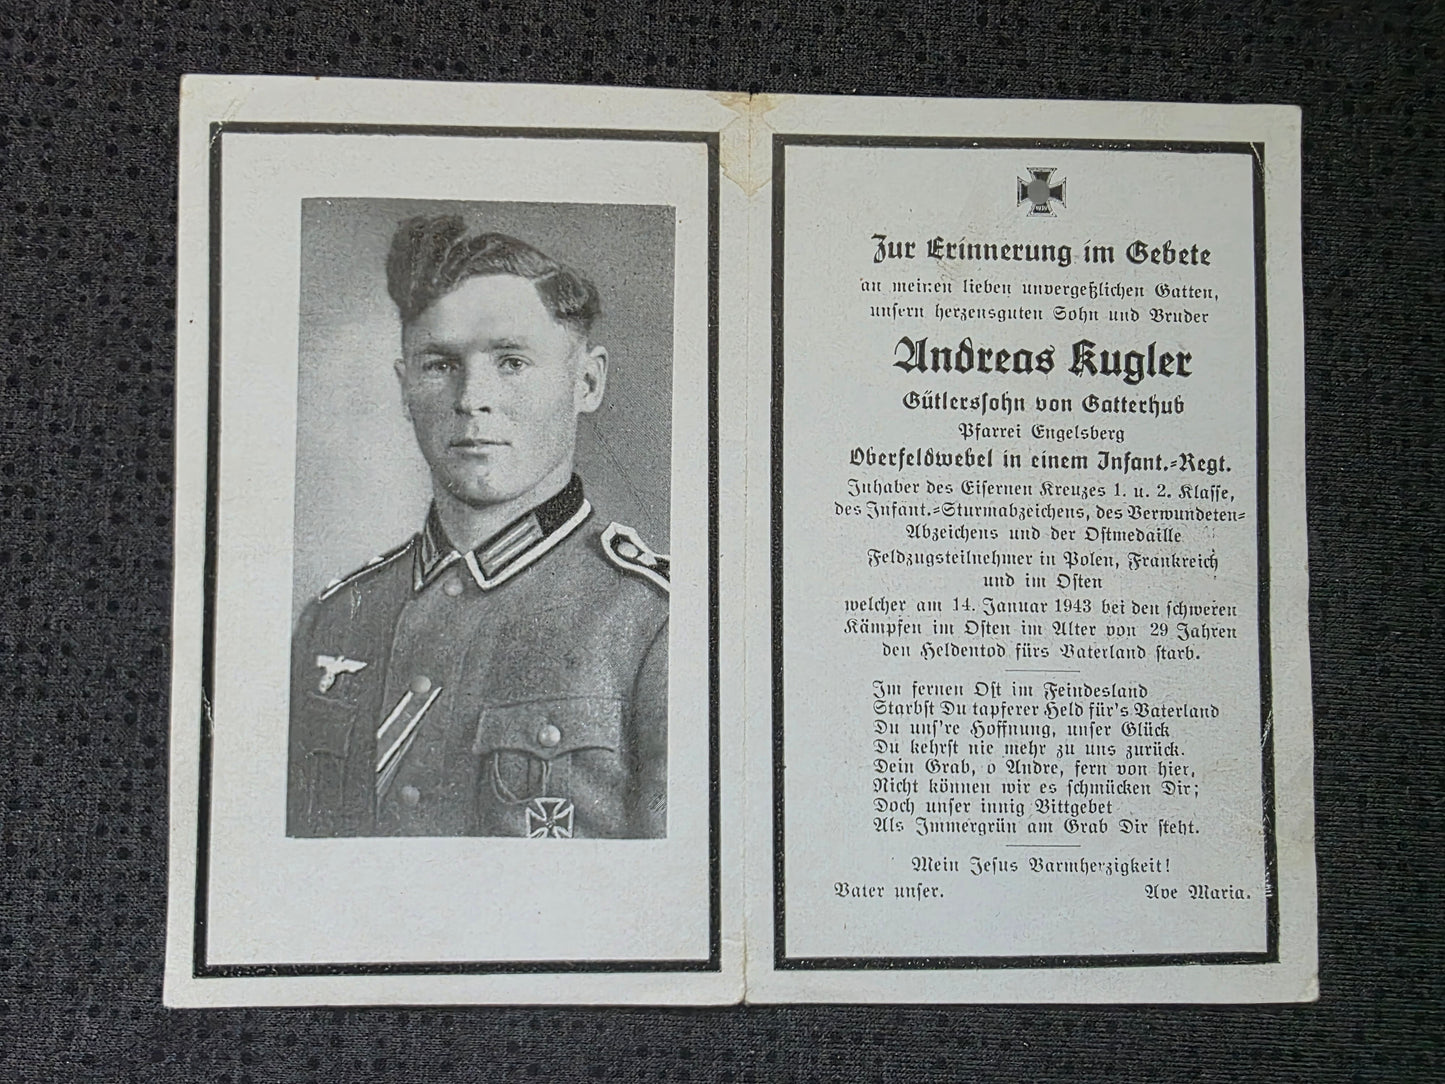 Zur Erinnerung im Gebete
an meinen lieben unvergeßlichen Gatten,
unsern herzensguten Sohn und Bruder
Andreas Kugler
Gütlerssohn von Gatterhub
Pfarrei Engelsberg
Oberfeldwebel in einem Infant.-Regt.
Inhaber des Eisernen Kreuzes 1. u. 2. Klasse,
des Infant.-Sturmabzeichens, des Verwundeten-
Abzeichens und der Ostmedaille
Feldzugsteilnehmer in Polen, Frankreich
und im Osten
welcher am 14. Januar 1943 bei den schweren
Kämpfen im Osten im Alter von 29 Jahren
den Heldentod fürs Vaterland starb.
Im fernen Ost im Feindesland
Starbst Du tapferer Held für's Vaterland
Du uns're Hoffnung, unser Glück
Du kehrst nie mehr zu uns zurück.
Dein Grab, o Andre, fern von hier,
Nicht können wir es schmücken Dir;
Doch unser innig Bittgebet
Als Immergrün am Grab Dir steht.
Mein Jesus Barmherzigkeit!
Vater unser. Ave Maria.